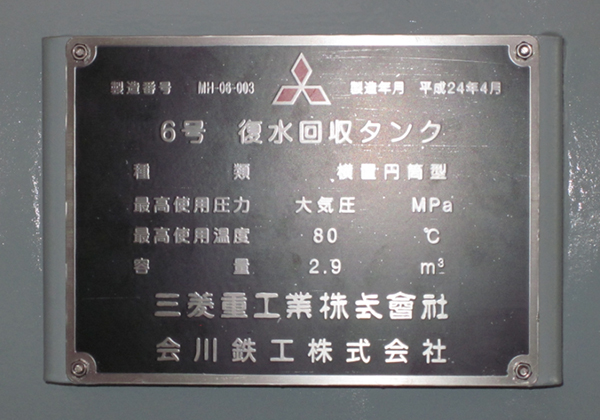 製造番号 MH-06-003 製造年月 平成24年4月
6号 復水回収タンク
種類 横置円筒型
最高使用圧力 大気圧 MPa
最高使用温度 80 ℃
容量 2.9 m³
三菱重工業株式會社
会川鉄工株式会社